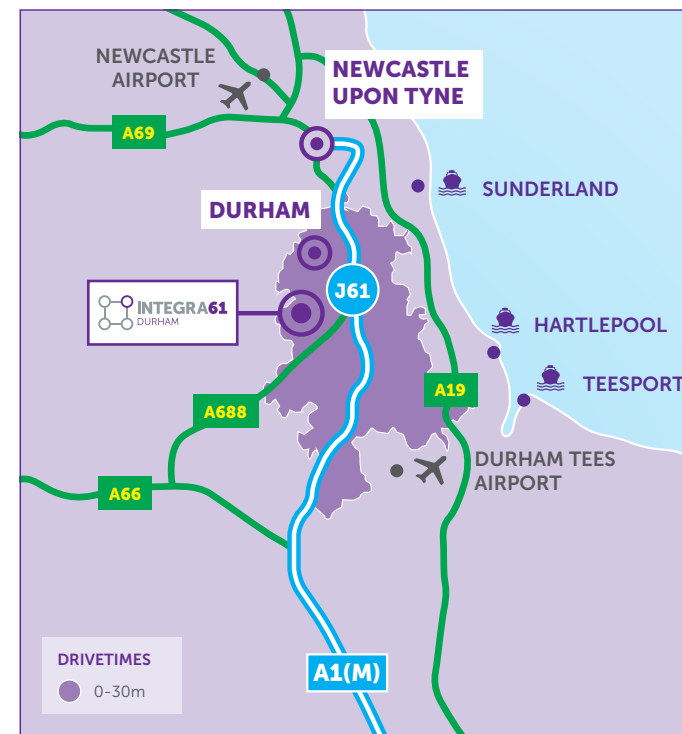 NEWCASTLE
AIRPORT
NEWCASTLE
UPON TYNE
A69
SUNDERLAND
DURHAM
J61
INTEGRA61
DURHAM
HARTLEPOOL
TEESPORT
A19
A688
DURHAM TEES
AIRPORT
A66
DRIVETIMES
0-30m
A1(M)